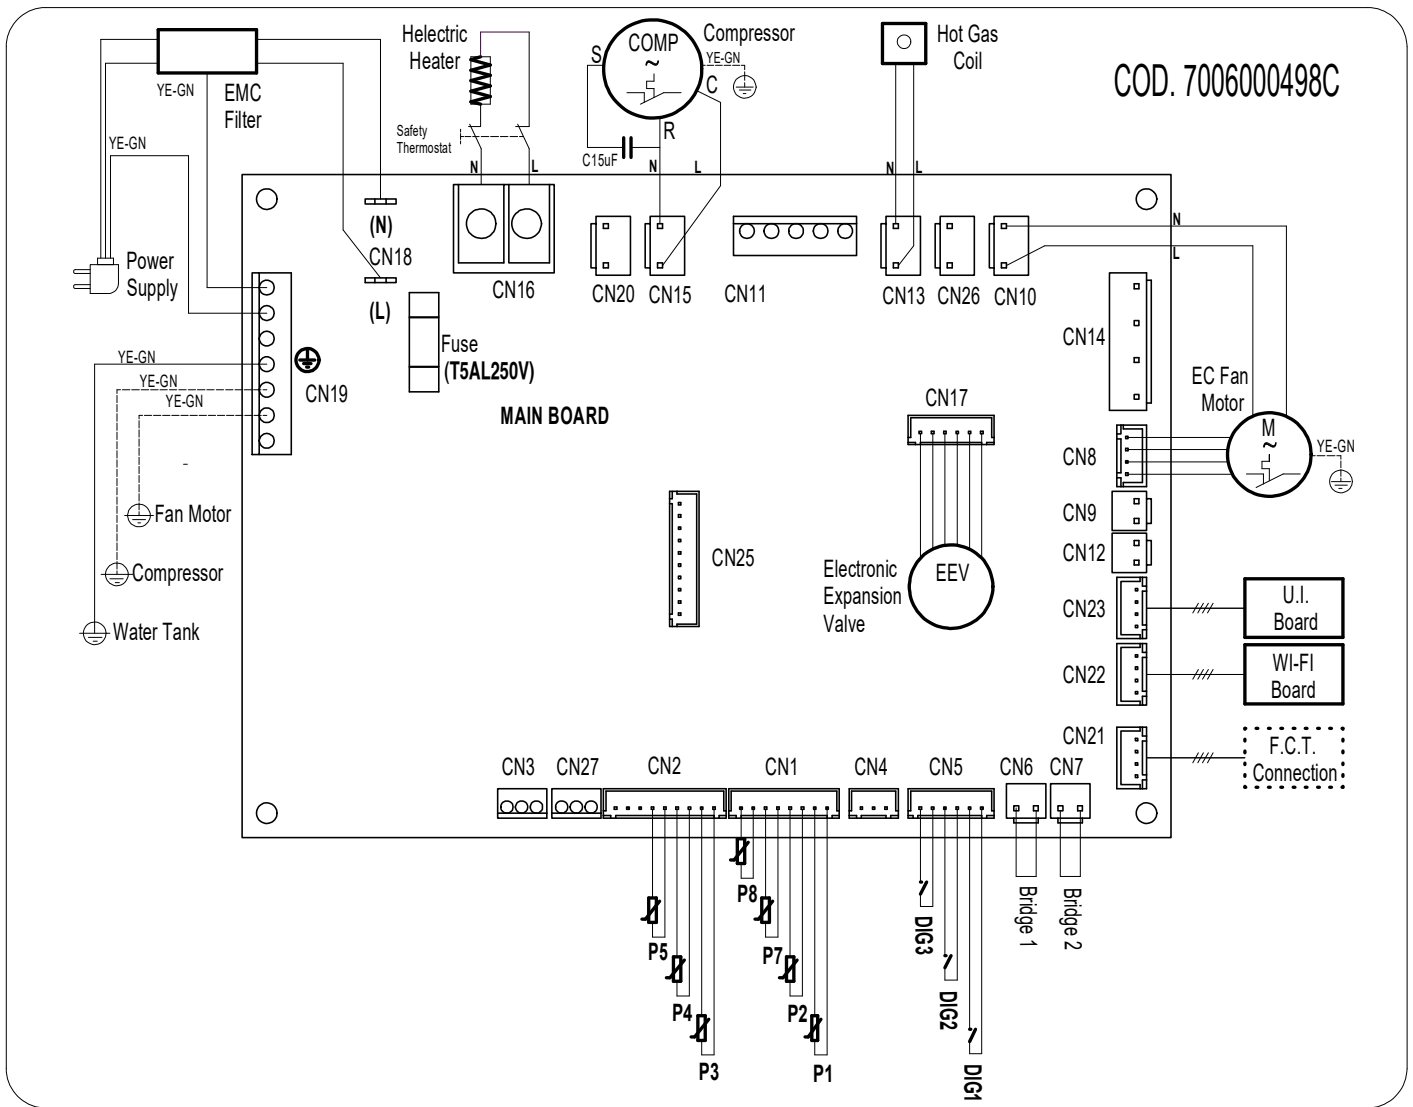 COD. 7006000498C
Helectric
Heater
COMP
~
S
Compressor
YE-GN
C
R
Hot Gas
Coil
YE-GN
EMC
Filter
YE-GN
Safety
Thermostat
C15uF
N
L
N
L
N
L
N
L
(N)
CN18
(L)
Power
Supply
CN16
CN20
CN15
CN11
CN13
CN26
CN10
CN14
Fuse
(T5AL250V)
YE-GN
YE-GN
YE-GN
CN19
MAIN BOARD
CN17
EC Fan
Motor
M
~
YE-GN
CN8
CN9
CN12
Fan Motor
Compressor
Water Tank
CN25
Electronic
Expansion
Valve
EEV
CN23
U.I.
Board
CN22
WI-FI
Board
CN21
F.C.T.
Connection
CN3
CN27
CN2
CN1
CN4
CN5
CN6
CN7
P8
P5
P7
P4
P2
P3
P1
DIG3
DIG2
DIG1
Bridge 1
Bridge 2